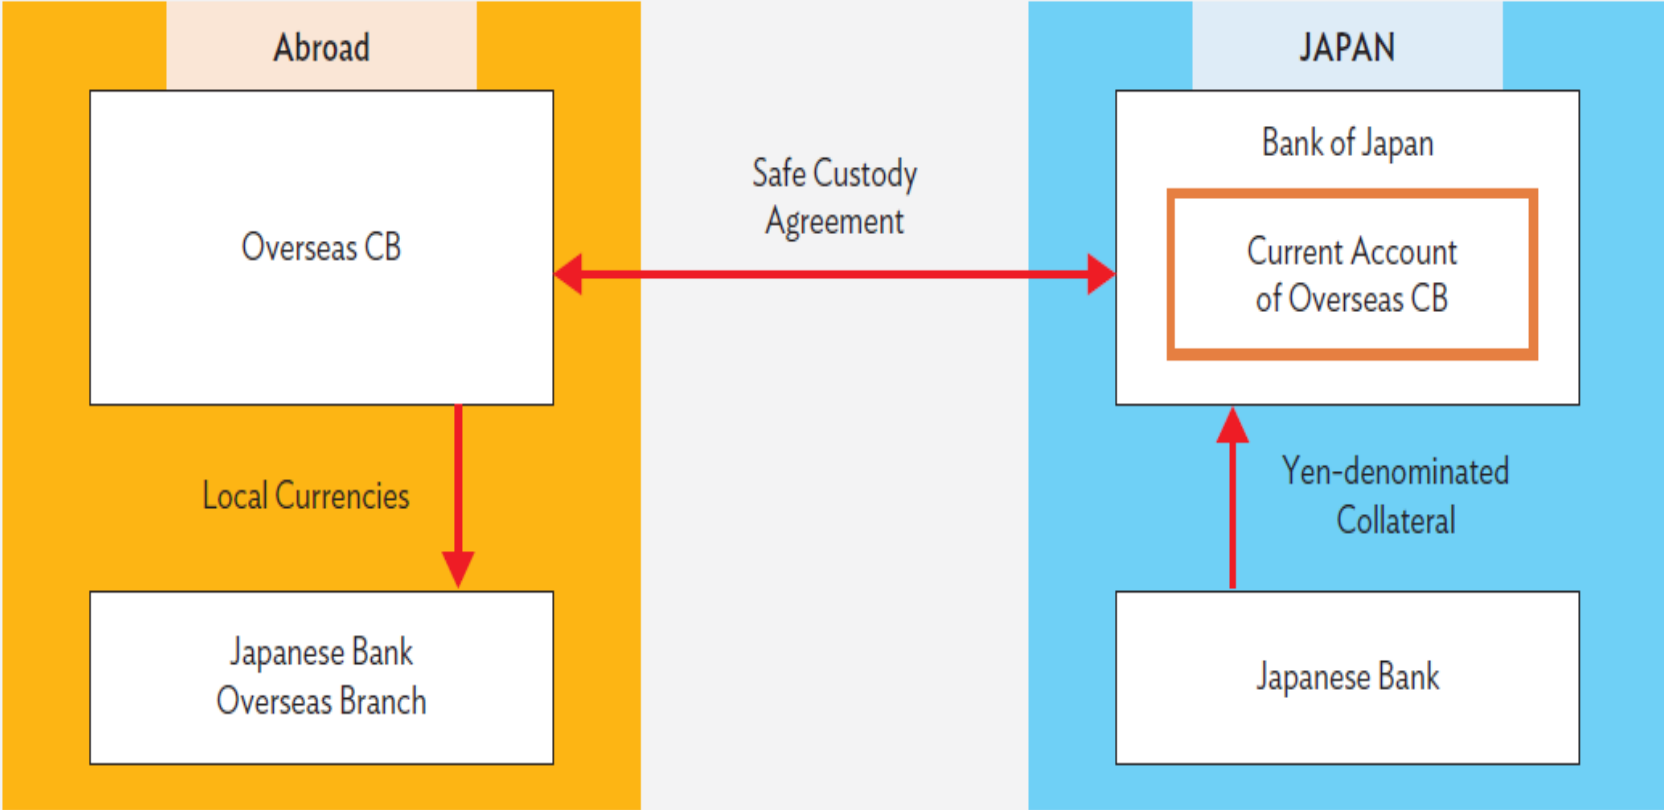 Abroad
JAPAN
Overseas CB
Safe Custody
Agreement
Bank of Japan
Current Account
of Overseas CB
Local Currencies
Yen-denominated
Collateral
Japanese Bank
Overseas Branch
Japanese Bank